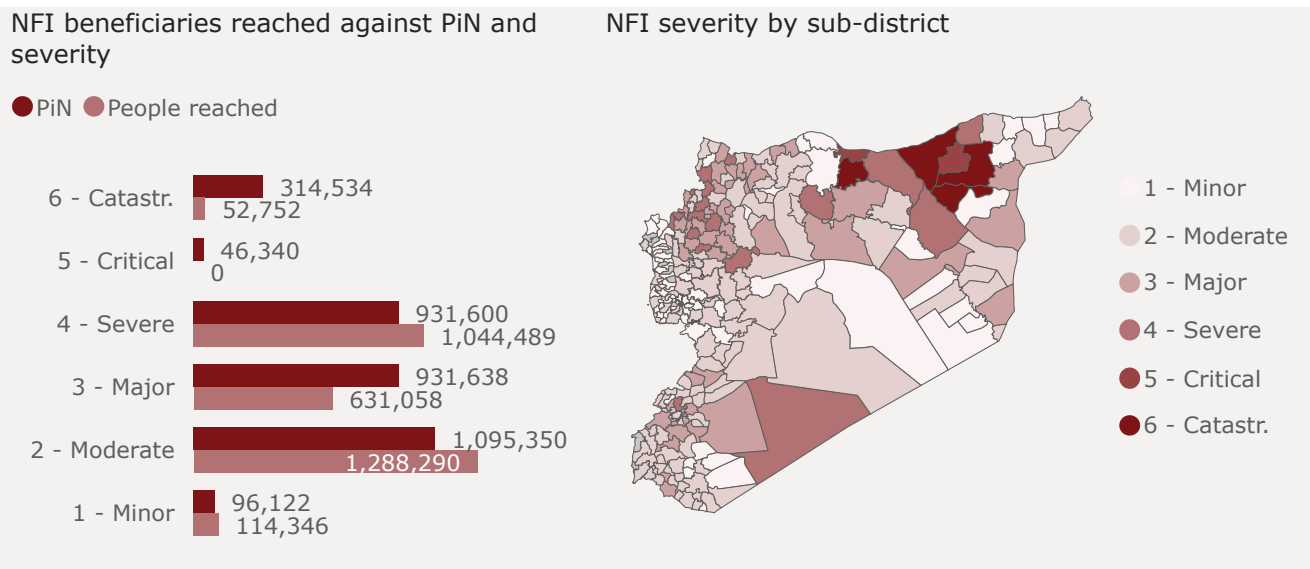 NFI beneficiaries reached against PiN and
severity
PiN People reached
6 - Catastr. 314,534
52,752
5 - Critical 46,340
0
4 - Severe 931,600
1,044,489
3 - Major 931,638
631,058
2 - Moderate 1,095,350
1,288,290
1 - Minor 96,122
114,346
NFI severity by sub-district
1 - Minor
2 - Moderate
3 - Major
4 - Severe
5 - Critical
6 - Catastr.